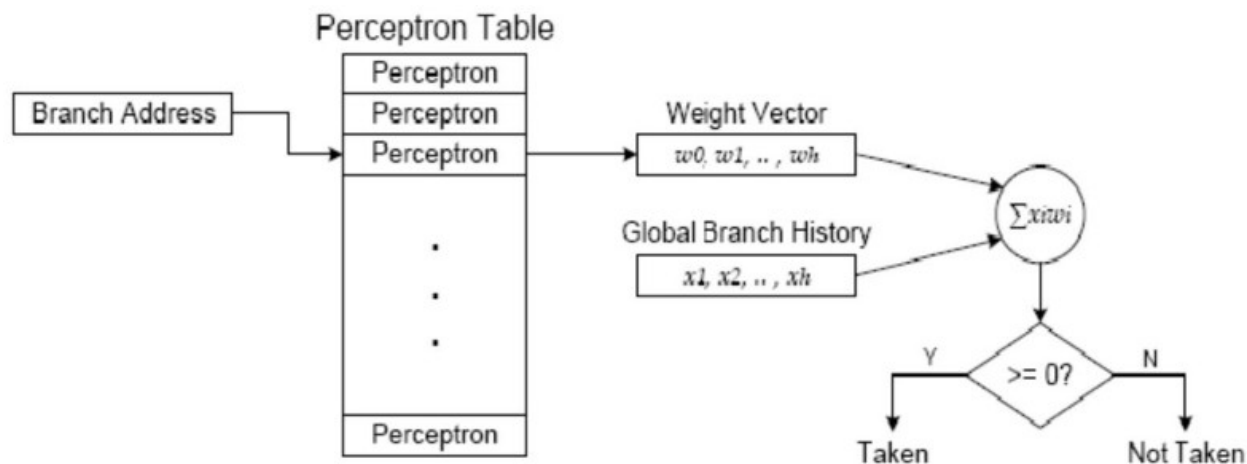 Perceptron Table
Perceptron
Branch Address
Perceptron
Perceptron
Weight Vector
w0, w1, .. , wh
∑xiwi
Global Branch History
x1, x2, .. , xh
.
.
.
Y
>= 0?
N
Perceptron
Taken
Not Taken